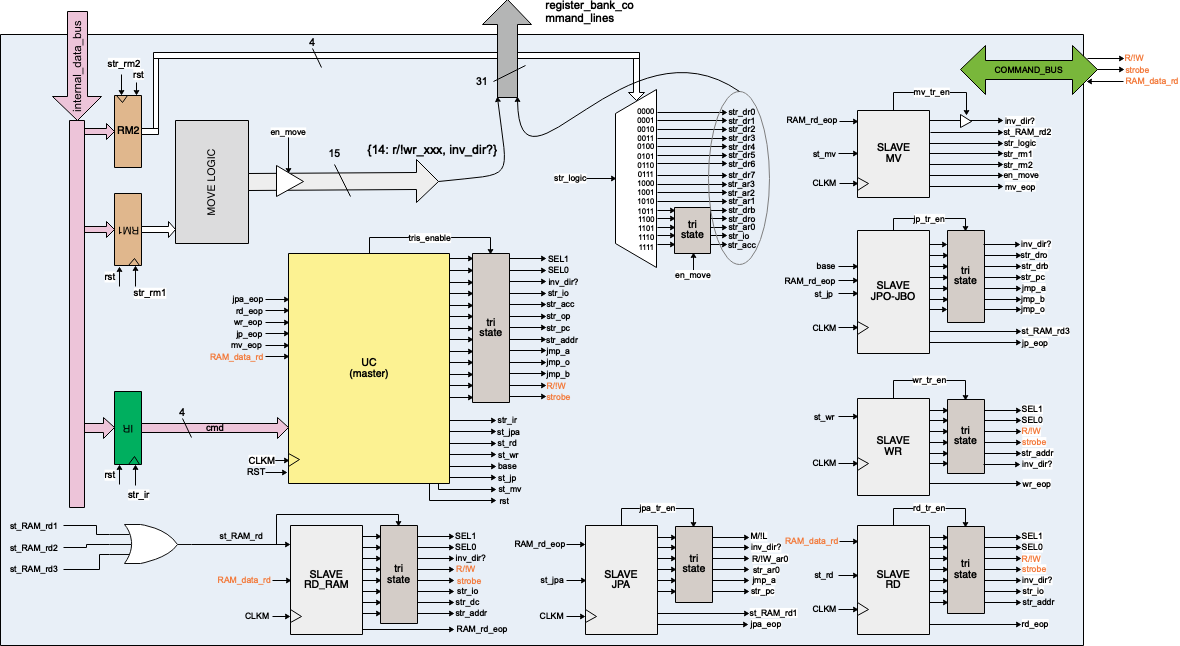 register_bank_co
mmand_lines
internal_data_bus
4
31
str_rm2
rst
RM2
COMMAND_BUS
R/!W
strobe
RAM_data_rd
MOVE LOGIC
en_move
15
{14: r/!wr_xxx, inv_dir?}
str_logic
0000
0001
0010
0011
0100
0101
0110
0111
1000
1001
1010
1011
1100
1101
1110
1111
str_dr0
str_dr1
str_dr2
str_dr3
str_dr4
str_dr5
str_dr6
str_dr7
str_ar3
str_ar2
str_ar1
str_drb
str_dro
str_ar0
str_io
str_acc
tri
state
en_move
mv_tr_en
RAM_rd_eop
st_mv
CLKM
SLAVE
MV
inv_dir?
st_RAM_rd2
str_logic
str_rm1
str_rm2
en_move
mv_eop
RM1
rst
str_rm1
jp_tr_en
base
RAM_rd_eop
st_jp
CLKM
SLAVE
JPO-JBO
tri
state
inv_dir?
str_dro
str_drb
str_pc
jmp_a
jmp_b
jmp_o
st_RAM_rd3
jp_eop
tris_enable
jpa_eop
rd_eop
wr_eop
jp_eop
mv_eop
RAM_data_rd
UC
(master)
tri
state
SEL1
SEL0
inv_dir?
str_io
str_acc
str_op
str_pc
str_addr
jmp_a
jmp_o
jmp_b
R/!W
strobe
str_ir
st_jpa
st_rd
st_wr
base
st_jp
st_mv
rst
CLKM
RST
IR
4
cmd
rst
str_ir
wr_tr_en
st_wr
CLKM
SLAVE
WR
tri
state
SEL1
SEL0
R/!W
strobe
str_addr
inv_dir?
wr_eop
st_RAM_rd1
st_RAM_rd2
st_RAM_rd3
st_RAM_rd
RAM_data_rd
CLKM
SLAVE
RD_RAM
tri
state
SEL1
SEL0
inv_dir?
R/!W
strobe
str_io
str_dc
str_addr
RAM_rd_eop
jpa_tr_en
RAM_rd_eop
st_jpa
CLKM
SLAVE
JPA
tri
state
M/!L
inv_dir?
R/!W_ar0
str_ar0
jmp_a
str_pc
st_RAM_rd1
jpa_eop
rd_tr_en
RAM_data_rd
st_rd
CLKM
SLAVE
RD
tri
state
SEL1
SEL0
R/!W
strobe
inv_dir?
str_io
str_addr
rd_eop